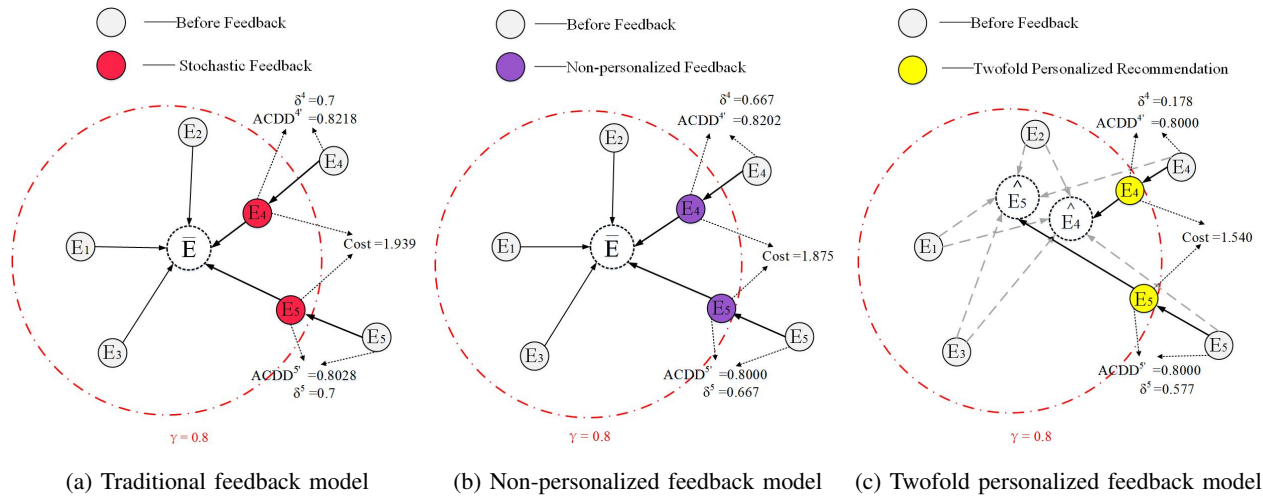 Before Feedback
Stochastic Feedback
δ⁴=0.7
ACDD⁴'=0.8218
E₂
E₄
E₄
E₁
E̅
Cost=1.939
E₅
E₃
E₅
ACDD⁵'=0.8028
δ⁵=0.7
γ = 0.8
(a) Traditional feedback model
Before Feedback
Non-personalized Feedback
δ⁴=0.667
ACDD⁴'=0.8202
E₂
E₄
E₄
E₁
E̅
Cost=1.875
E₅
E₃
E₅
ACDD⁵'=0.8000
δ⁵=0.667
γ = 0.8
(b) Non-personalized feedback model
Before Feedback
Twofold Personalized Recommendation
δ⁴=0.178
ACDD⁴'=0.8000
E₂
E₄
E₄
Ê₅
Ê₄
E₁
Cost=1.540
E₅
E₃
E₅
ACDD⁵'=0.8000
δ⁵=0.577
γ = 0.8
(c) Twofold personalized feedback model